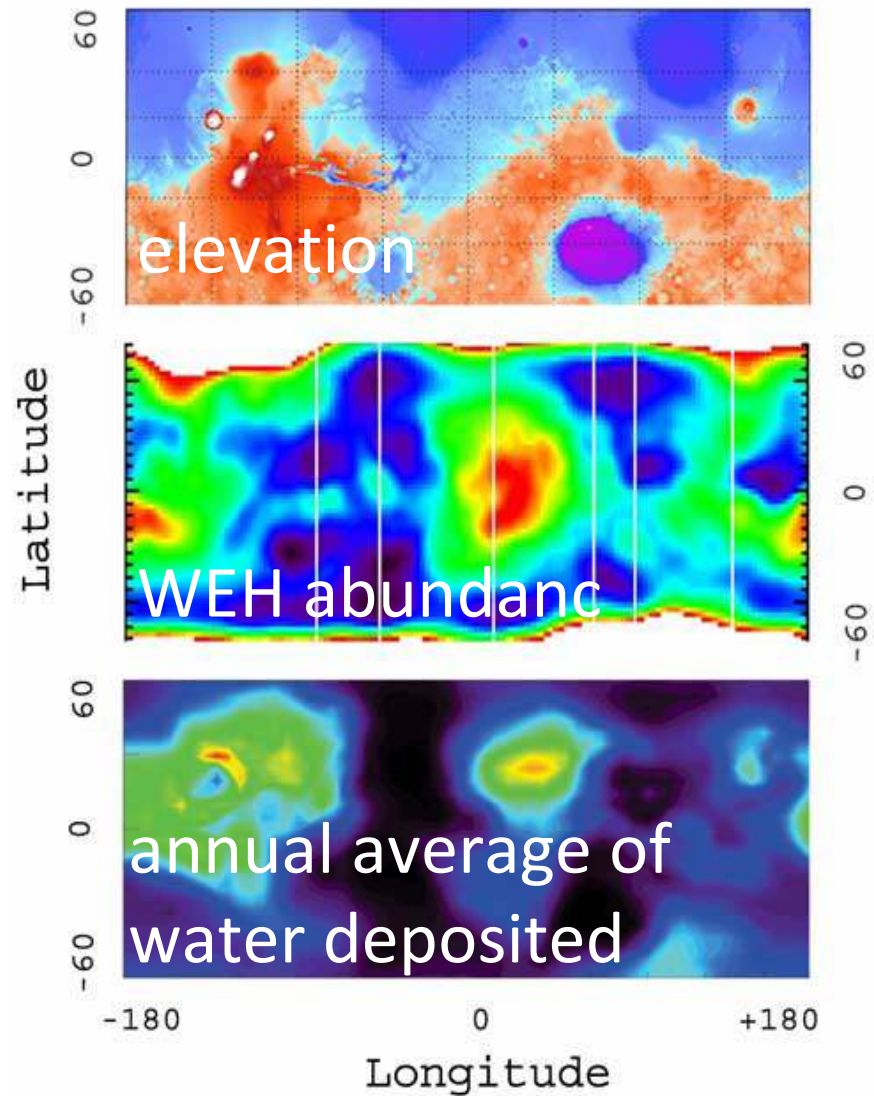 60
0
-60
elevation
Latitude
60
0
-60
WEH abundanc
60
0
-60
annual average of
water deposited
-180 0 +180
Longitude